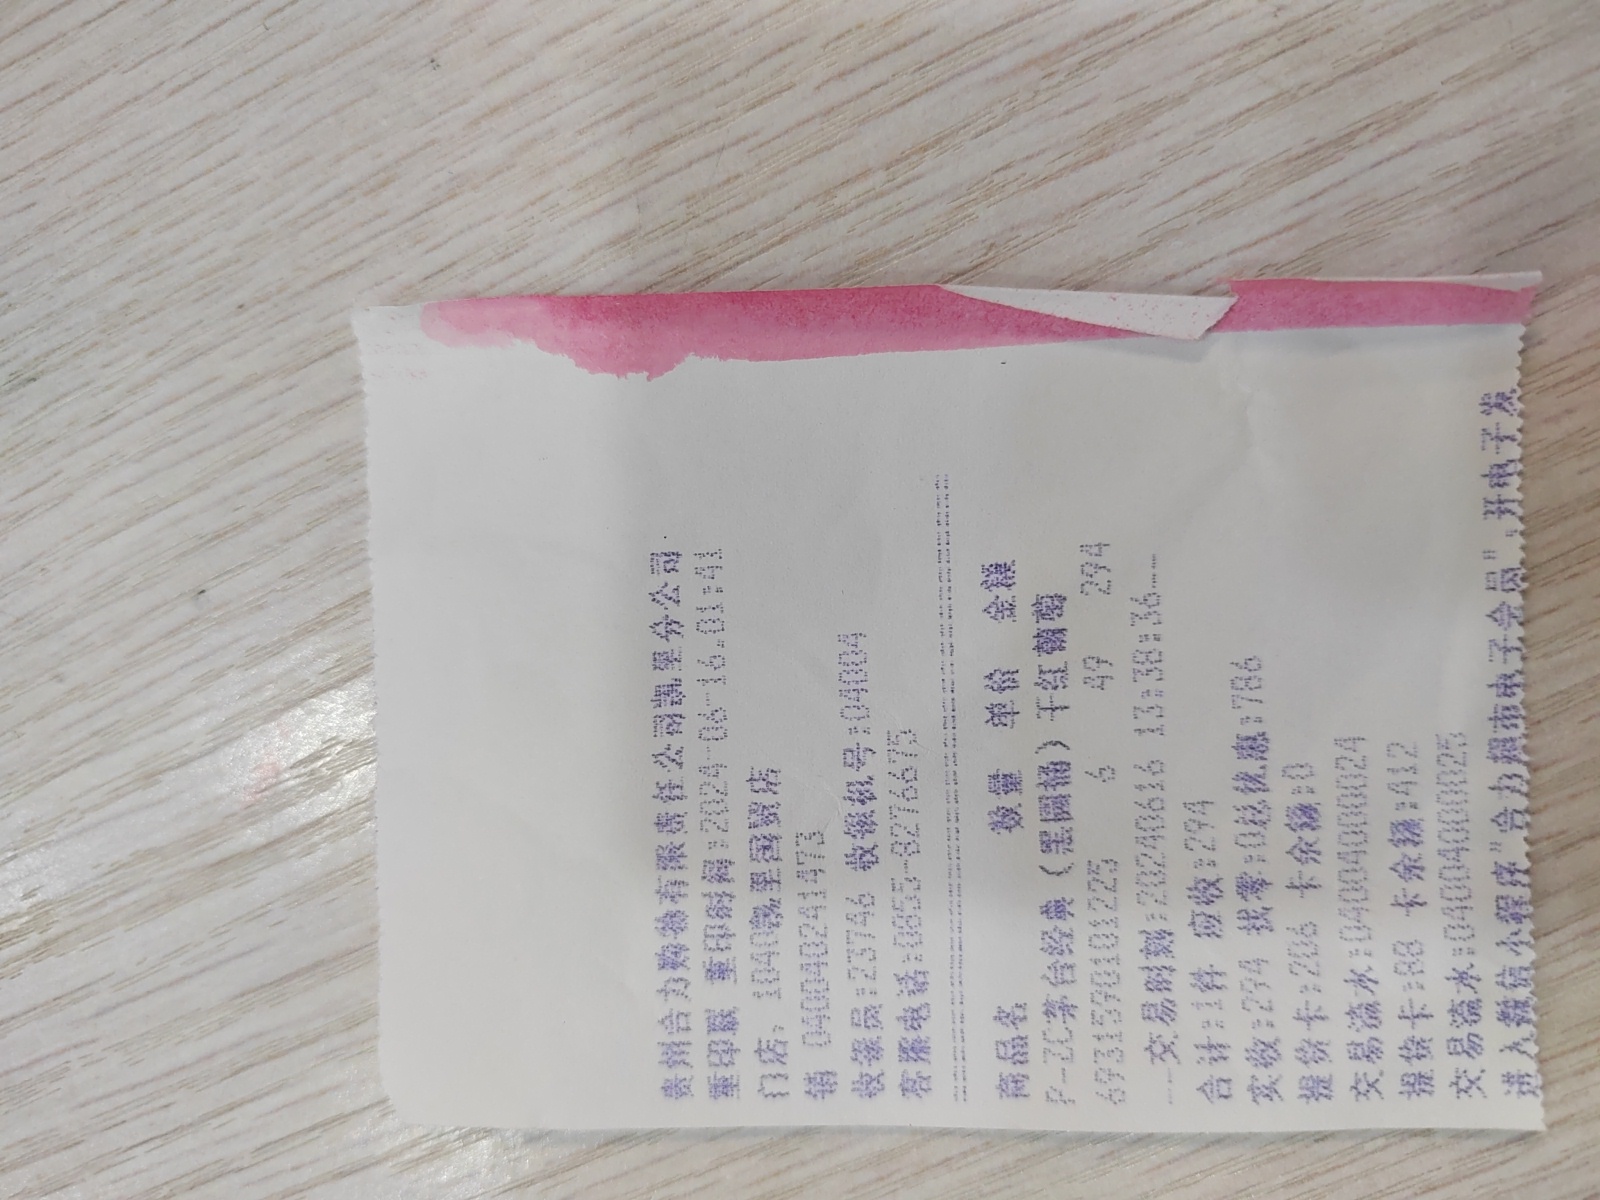 贵州合力购物有限责任公司凯里分公司
重印联 重印时间:2024-06-16.01:41
门店: 1040凯里国贸店
销 040040241473
收银员:23746 收银机号:04004
客服电话:0855-8276675
商品名 数量 单价 金额
P-ZC茅台经典(黑圆桶)干红葡萄
6931590101225 6 49 294
---交易时刻:20240616 13:38:36---
合计:1件 应收:294
实收:294 找零:0总优惠:786
提货卡:206 卡余额:0
交易流水:040040000024
提货卡:88 卡余额:412
交易流水:040040000025
进入微信小程序"合力超市电子会员",开电子发